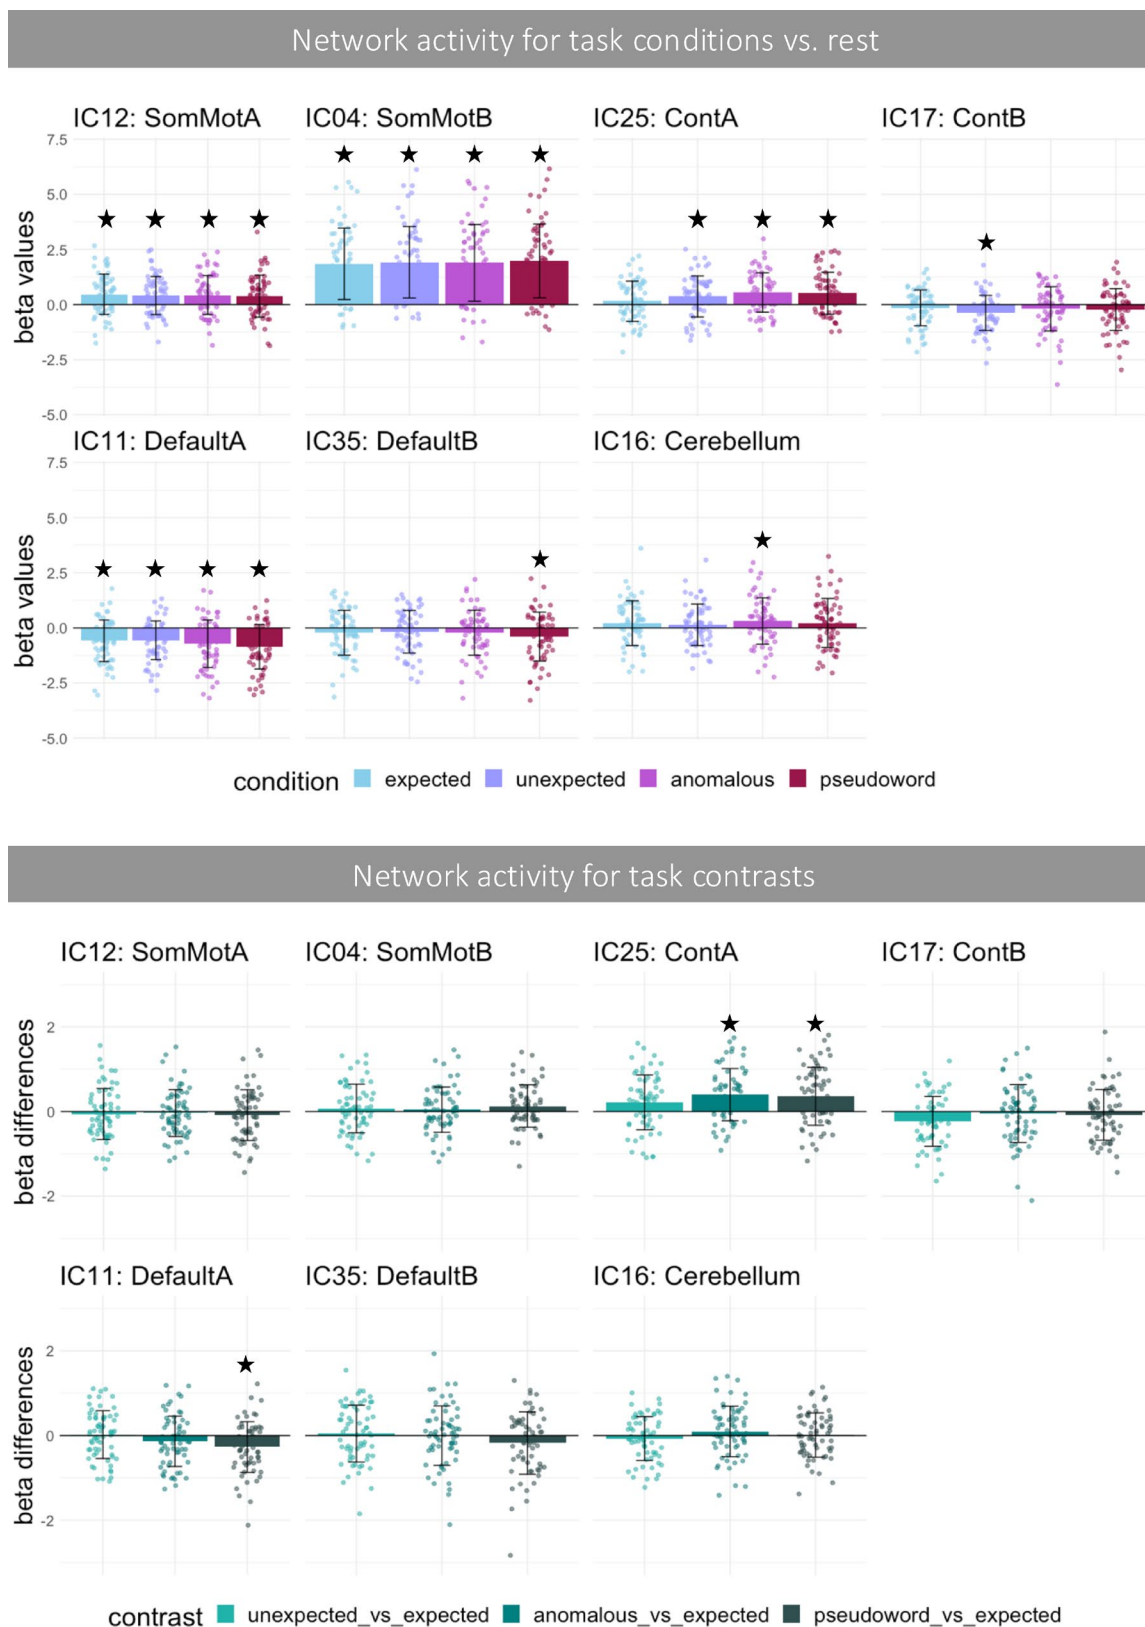 Network activity for task conditions vs. rest
IC12: SomMotA IC04: SomMotB IC25: ContA IC17: ContB
7.5
5.0
2.5
0.0
-2.5
-5.0
beta values
IC11: DefaultA IC35: DefaultB IC16: Cerebellum
7.5
5.0
2.5
0.0
-2.5
-5.0
beta values
condition expected unexpected anomalous pseudoword
Network activity for task contrasts
IC12: SomMotA IC04: SomMotB IC25: ContA IC17: ContB
2
0
-2
beta differences
IC11: DefaultA IC35: DefaultB IC16: Cerebellum
2
0
-2
beta differences
contrast unexpected_vs_expected anomalous_vs_expected pseudoword_vs_expected